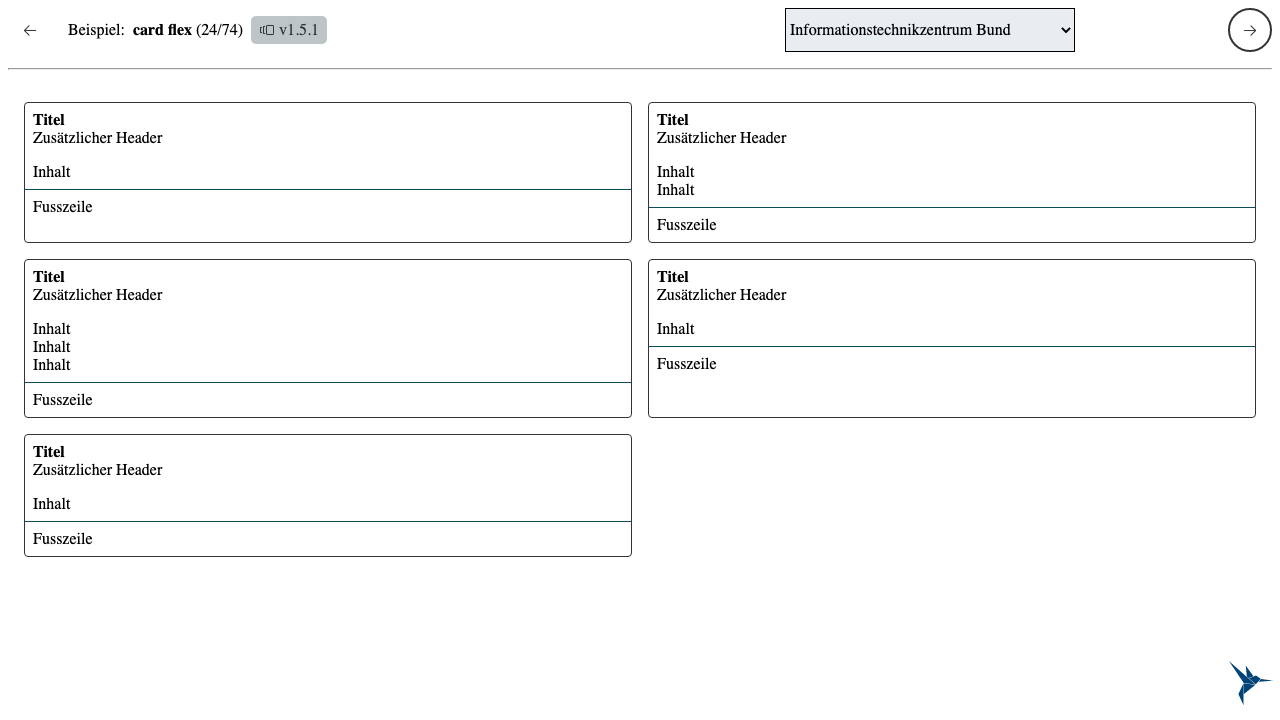 Beispiel: card flex (24/74) v1.5.1
Informationstechnikzentrum Bund
Titel
Zusätzlicher Header
Inhalt
Fusszeile
Titel
Zusätzlicher Header
Inhalt
Inhalt
Fusszeile
Titel
Zusätzlicher Header
Inhalt
Inhalt
Inhalt
Fusszeile
Titel
Zusätzlicher Header
Inhalt
Fusszeile
Titel
Zusätzlicher Header
Inhalt
Fusszeile